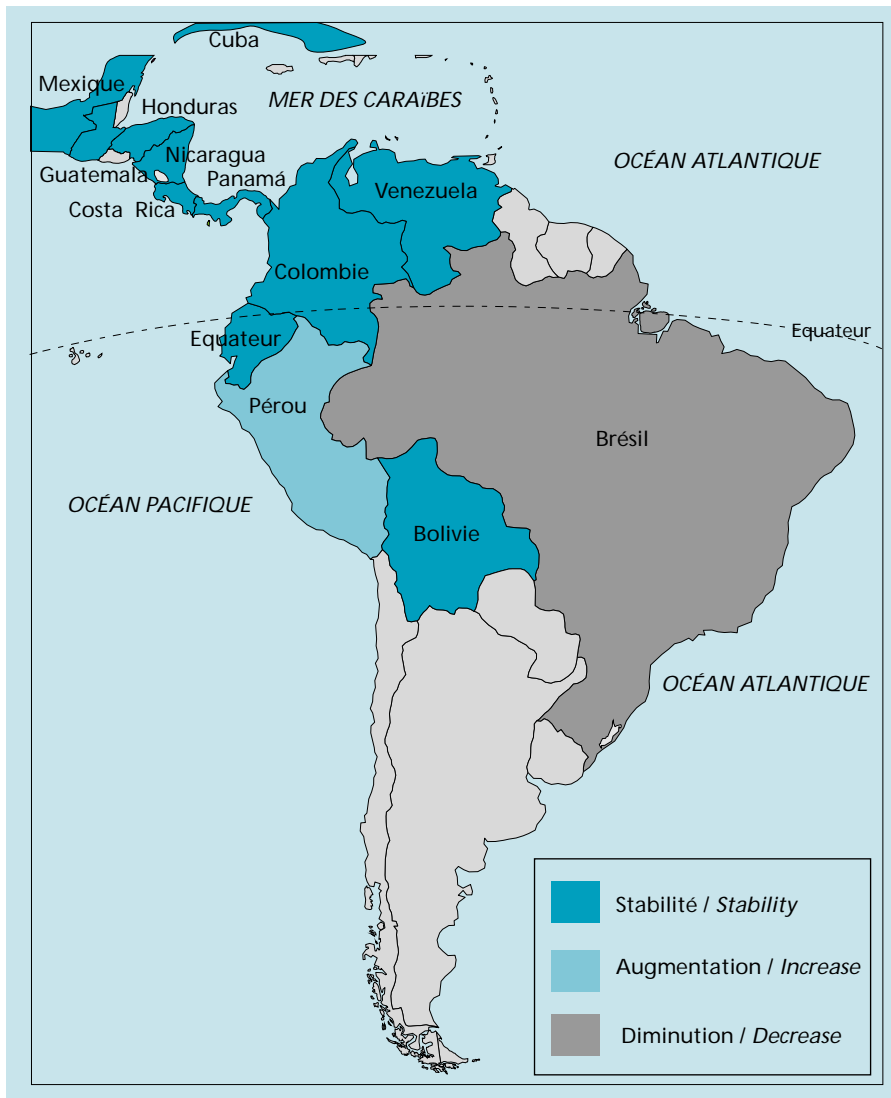 Cuba
Mexique
Honduras
MER DES CARAÏBES
Nicaragua
OCÉAN ATLANTIQUE
Guatemala
Panamá
Venezuela
Costa Rica
Colombie
Equateur
Equateur
Pérou
Brésil
OCÉAN PACIFIQUE
Bolivie
OCÉAN ATLANTIQUE
Stabilité / Stability
Augmentation / Increase
Diminution / Decrease